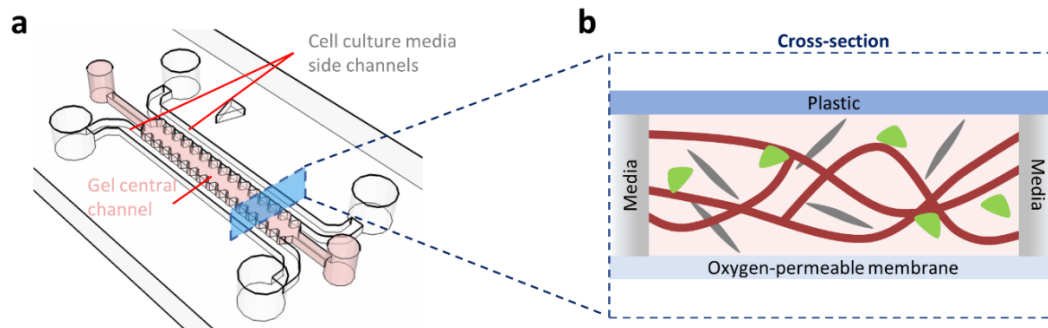 a
Cell culture media
side channels
Gel central
channel
b
Cross-section
Plastic
Media
Media
Oxygen-permeable membrane